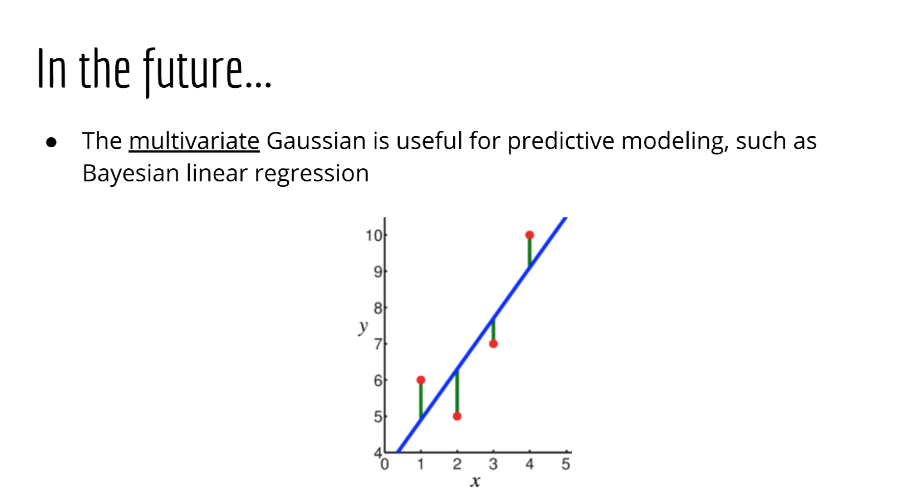 In the future...
● The multivariate Gaussian is useful for predictive modeling, such as
Bayesian linear regression
10
9
8
y
7
6
5
4
0 1 2 3 4 5
x